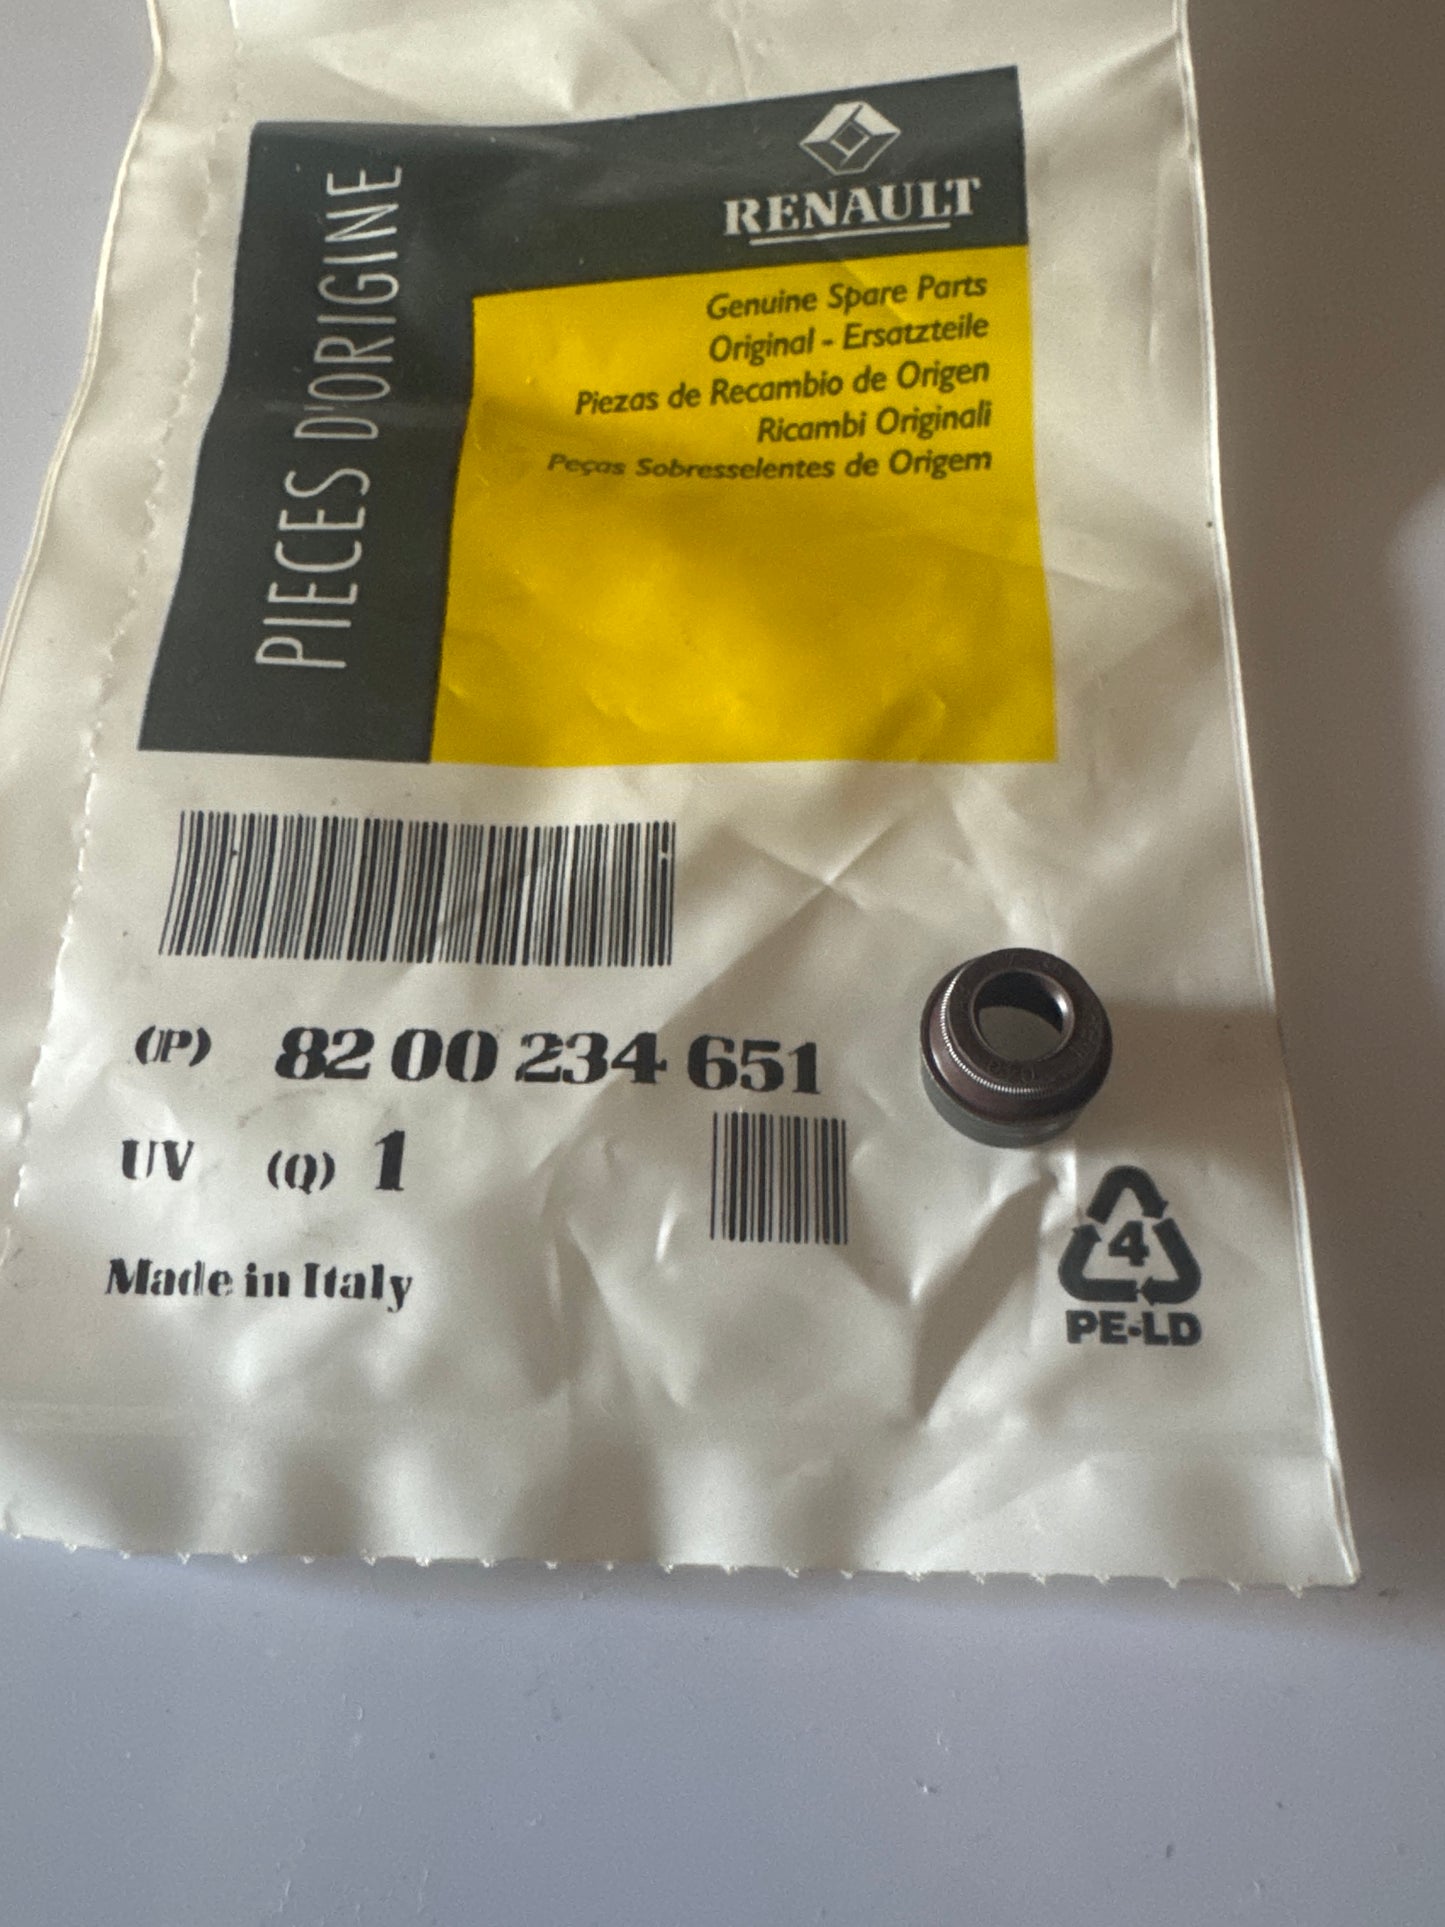 PIECES D'ORIGINE
RENAULT
Genuine Spare Parts
Original - Ersatzteile
Piezas de Recambio de Origen
Ricambi Originali
Peças Sobresselentes de Origem
(P) 82 00 234 651
UV (Q) 1
Made in Italy
4
PE-LD